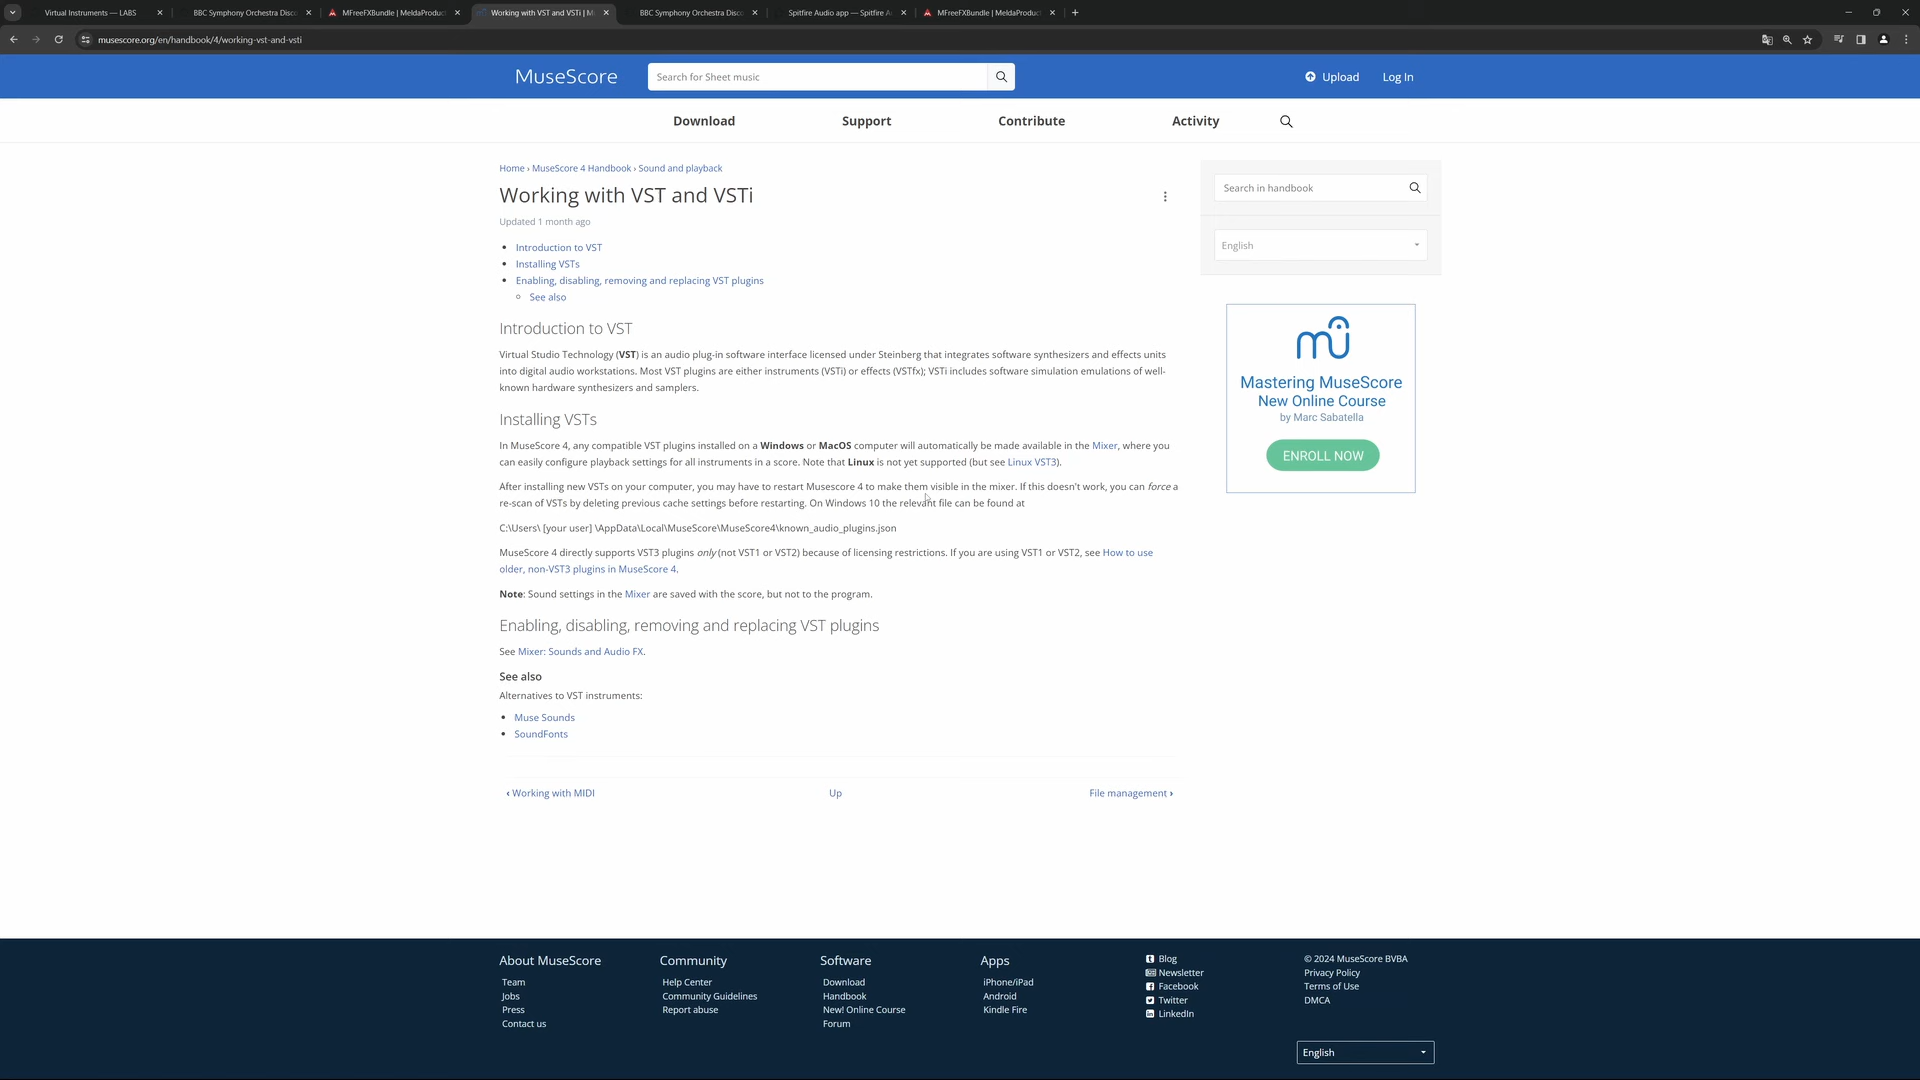 Virtual Instruments — LABS
BBC Symphony Orchestra Disco
MFreeFXBundle | MeldaProduc
Working with VST and VSTi | M
BBC Symphony Orchestra Disco
Spitfire Audio app — Spitfire A
MFreeFXBundle | MeldaProduc
musescore.org/en/handbook/4/working-vst-and-vsti
MuseScore
Search for Sheet music
Upload
Log In
Download
Support
Contribute
Activity
Home › MuseScore 4 Handbook › Sound and playback
Working with VST and VSTi
Updated 1 month ago
Introduction to VST
Installing VSTs
Enabling, disabling, removing and replacing VST plugins
See also
Search in handbook
English
Mastering MuseScore
New Online Course
by Marc Sabatella
ENROLL NOW
Introduction to VST
Virtual Studio Technology (VST) is an audio plug-in software interface licensed under Steinberg that integrates software synthesizers and effects units
into digital audio workstations. Most VST plugins are either instruments (VSTi) or effects (VSTfx); VSTi includes software simulation emulations of well-
known hardware synthesizers and samplers.
Installing VSTs
In MuseScore 4, any compatible VST plugins installed on a Windows or MacOS computer will automatically be made available in the Mixer, where you
can easily configure playback settings for all instruments in a score. Note that Linux is not yet supported (but see Linux VST3).
After installing new VSTs on your computer, you may have to restart Musescore 4 to make them visible in the mixer. If this doesn't work, you can force a
re-scan of VSTs by deleting previous cache settings before restarting. On Windows 10 the relevant file can be found at
C:\Users\ [your user] \AppData\Local\MuseScore\MuseScore4\known_audio_plugins.json
MuseScore 4 directly supports VST3 plugins only (not VST1 or VST2) because of licensing restrictions. If you are using VST1 or VST2, see How to use
older, non-VST3 plugins in MuseScore 4.
Note: Sound settings in the Mixer are saved with the score, but not to the program.
Enabling, disabling, removing and replacing VST plugins
See Mixer: Sounds and Audio FX.
See also
Alternatives to VST instruments:
Muse Sounds
SoundFonts
‹ Working with MIDI
Up
File management ›
About MuseScore
Team
Jobs
Press
Contact us
Community
Help Center
Community Guidelines
Report abuse
Software
Download
Handbook
New! Online Course
Forum
Apps
iPhone/iPad
Android
Kindle Fire
Blog
Newsletter
Facebook
Twitter
LinkedIn
© 2024 MuseScore BVBA
Privacy Policy
Terms of Use
DMCA
English